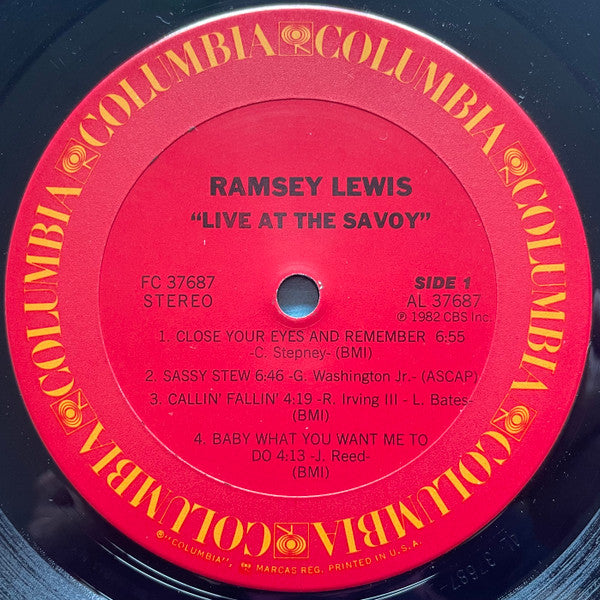 COLUMBIA COLUMBIA COLUMBIA COLUMBIA COLUMBIA COLUMBIA
RAMSEY LEWIS
“LIVE AT THE SAVOY”
FC 37687
STEREO
SIDE 1
AL 37687
℗ 1982 CBS Inc.
1. CLOSE YOUR EYES AND REMEMBER 6:55
-C. Stepney- (BMI)
2. SASSY STEW 6:46 -G. Washington Jr.- (ASCAP)
3. CALLIN' FALLIN' 4:19 -R. Irving III - L. Bates-
(BMI)
4. BABY WHAT YOU WANT ME TO
DO 4:13 -J. Reed-
(BMI)
®"COLUMBIA", MARCAS REG. PRINTED IN U.S.A.